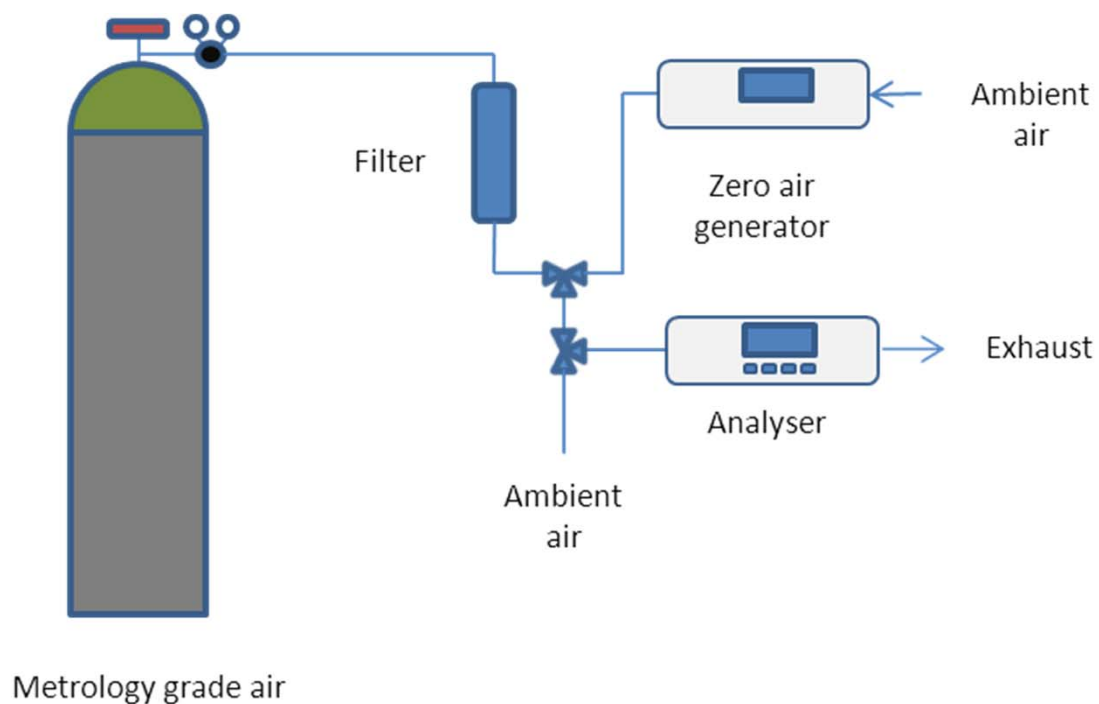 Ambient
air
Filter
Zero air
generator
Exhaust
Analyser
Ambient
air
Metrology grade air